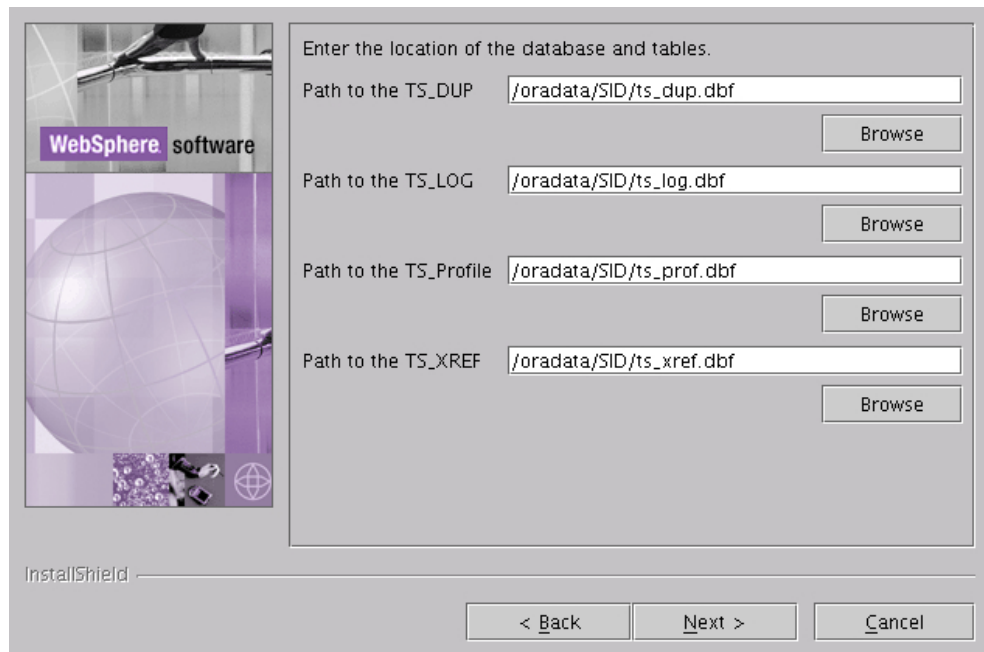 WebSphere. software
Enter the location of the database and tables.
Path to the TS_DUP /oradata/SID/ts_dup.dbf
Browse
Path to the TS_LOG /oradata/SID/ts_log.dbf
Browse
Path to the TS_Profile /oradata/SID/ts_prof.dbf
Browse
Path to the TS_XREF /oradata/SID/ts_xref.dbf
Browse
InstallShield
< Back Next > Cancel